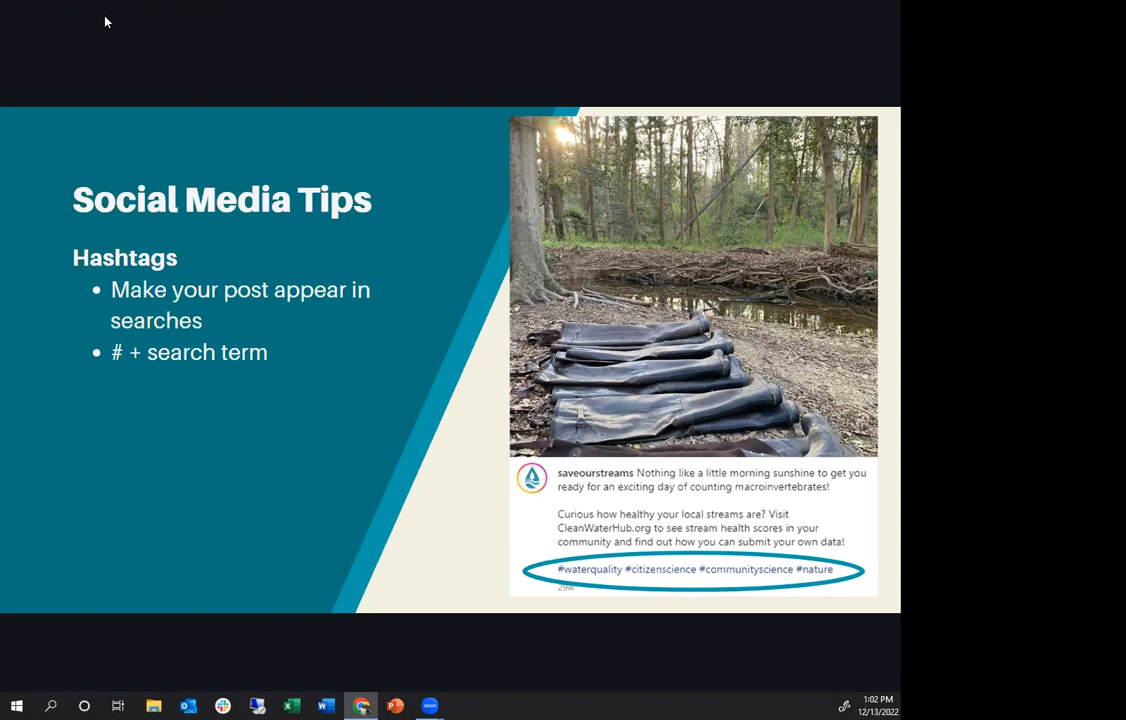 Social Media Tips
Hashtags
• Make your post appear in
searches
• # + search term
saveourstreams Nothing like a little morning sunshine to get you
ready for an exciting day of counting macroinvertebrates!
Curious how healthy your local streams are? Visit
CleanWaterHub.org to see stream health scores in your
community and find out how you can submit your own data!
#waterquality #citizenscience #communityscience #nature
29w
zoom
1:02 PM
12/13/2022